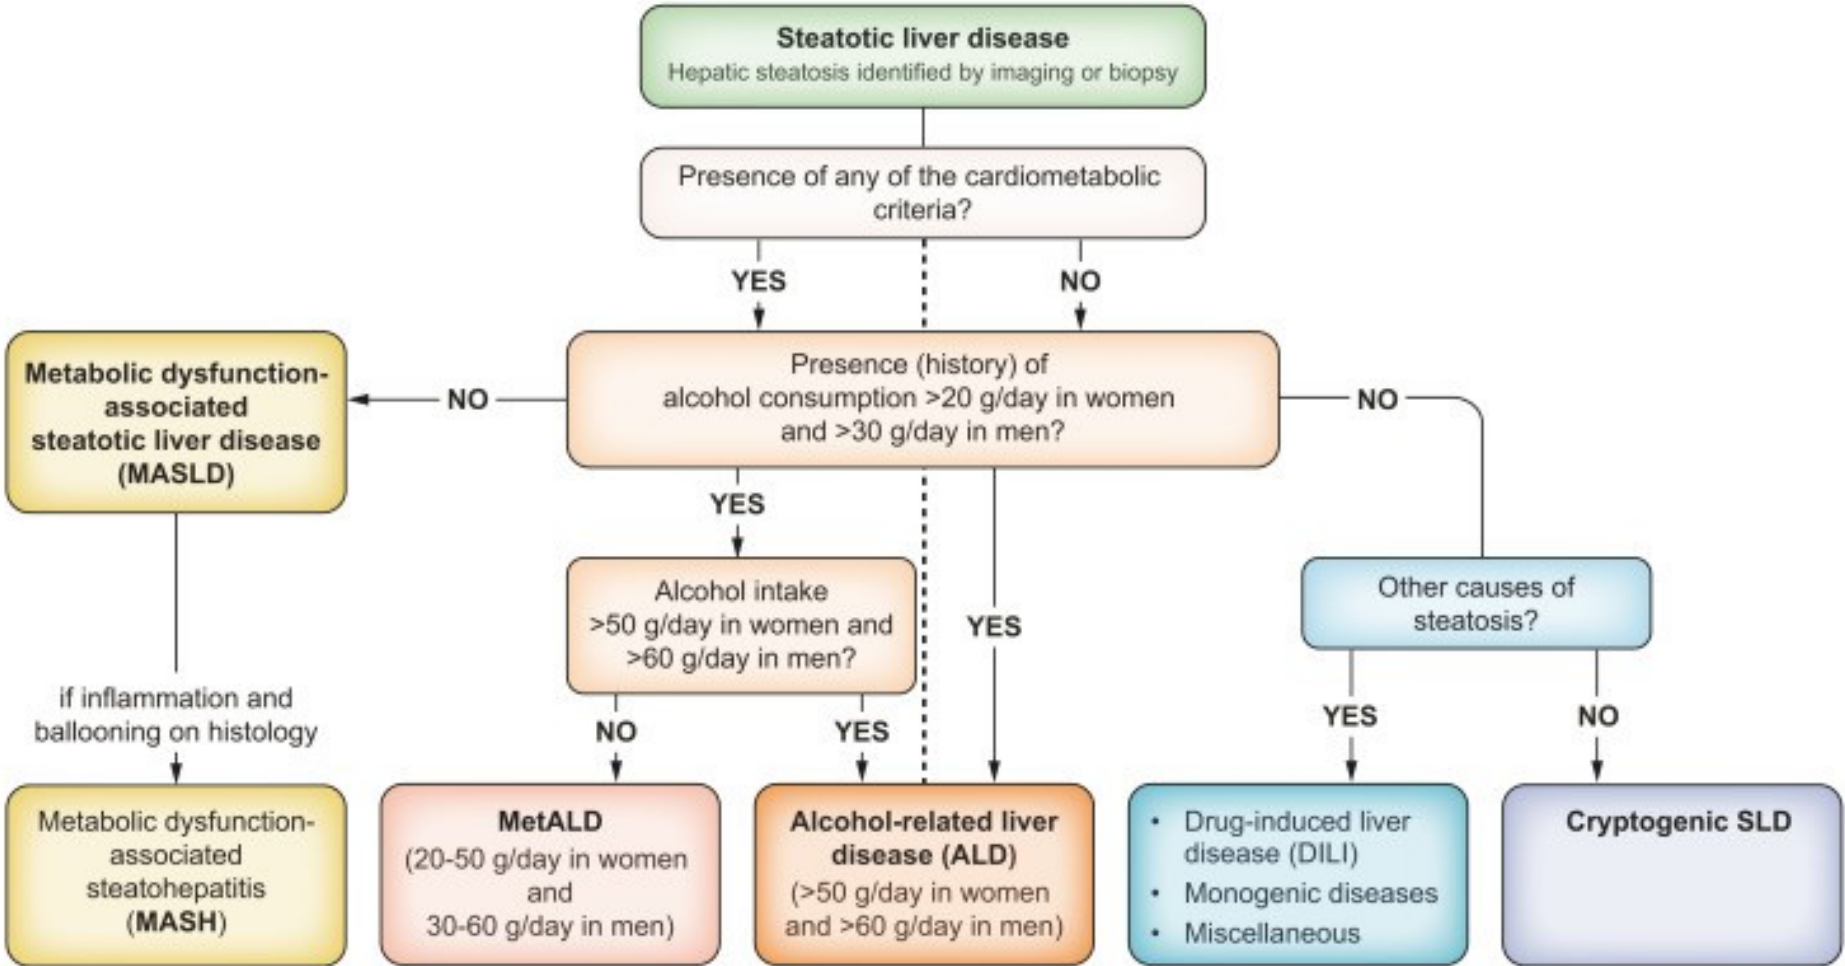 Steatotic liver disease
Hepatic steatosis identified by imaging or biopsy
Presence of any of the cardiometabolic
criteria?
YES
NO
Presence (history) of
alcohol consumption >20 g/day in women
and >30 g/day in men?
NO
Metabolic dysfunction-
associated
steatotic liver disease
(MASLD)
NO
YES
Alcohol intake
>50 g/day in women and
>60 g/day in men?
YES
Other causes of
steatosis?
if inflammation and
ballooning on histology
NO
YES
YES
NO
Metabolic dysfunction-
associated
steatohepatitis
(MASH)
MetALD
(20-50 g/day in women
and
30-60 g/day in men)
Alcohol-related liver
disease (ALD)
(>50 g/day in women
and >60 g/day in men)
• Drug-induced liver
disease (DILI)
• Monogenic diseases
• Miscellaneous
Cryptogenic SLD